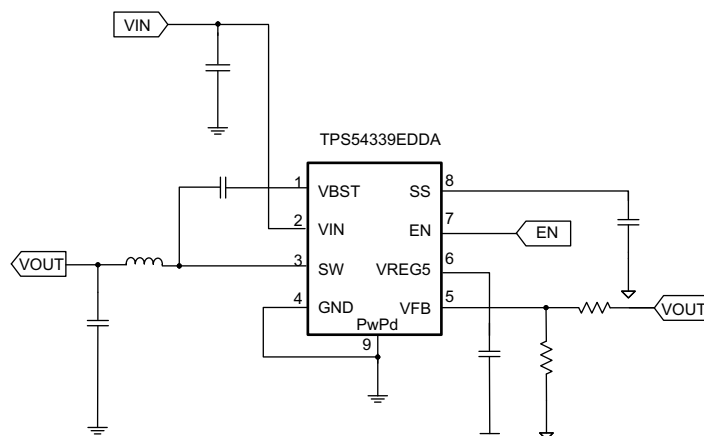 VIN
TPS54339EDDA
1 VBST SS 8
2 VIN EN 7 EN
VOUT 3 SW VREG5 6
4 GND VFB 5 VOUT
PwPd
9